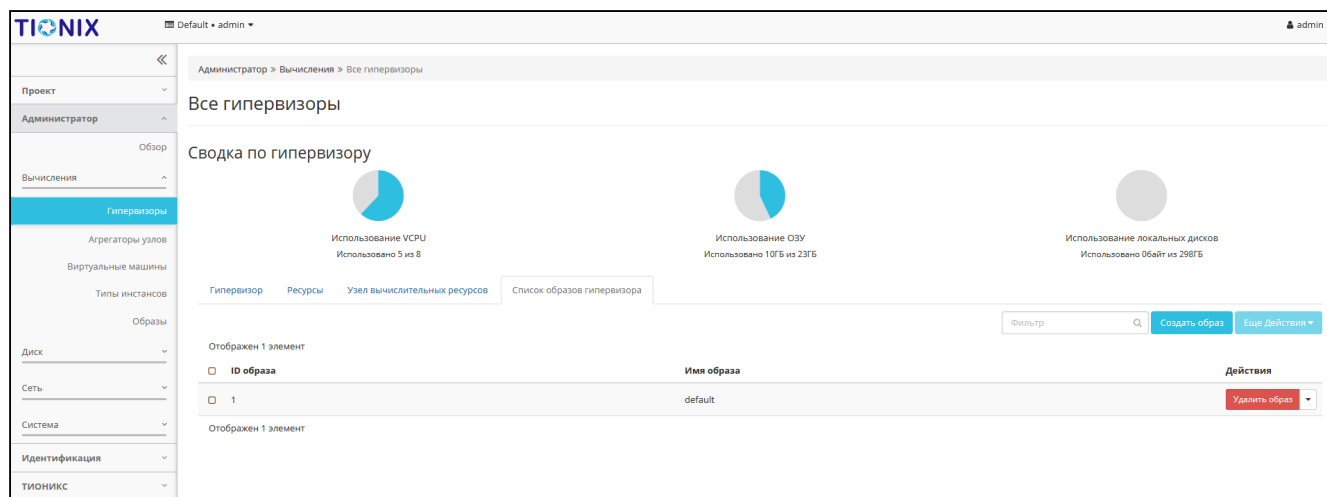 TIONIX
Default • admin
admin
Администратор » Вычисления » Все гипервизоры
Проект
Администратор
Обзор
Вычисления
Гипервизоры
Агрегаторы узлов
Виртуальные машины
Типы инстансов
Образы
Диск
Сеть
Система
Идентификация
ТИОНИКС
Все гипервизоры
Сводка по гипервизору
Использование VCPU
Использовано 5 из 8
Использование ОЗУ
Использовано 10ГБ из 23ГБ
Использование локальных дисков
Использовано 0байт из 298ГБ
Гипервизор Ресурсы Узел вычислительных ресурсов Список образов гипервизора
Фильтр Создать образ Еще Действия
Отображен 1 элемент
ID образа Имя образа Действия
1 default Удалить образ
Отображен 1 элемент